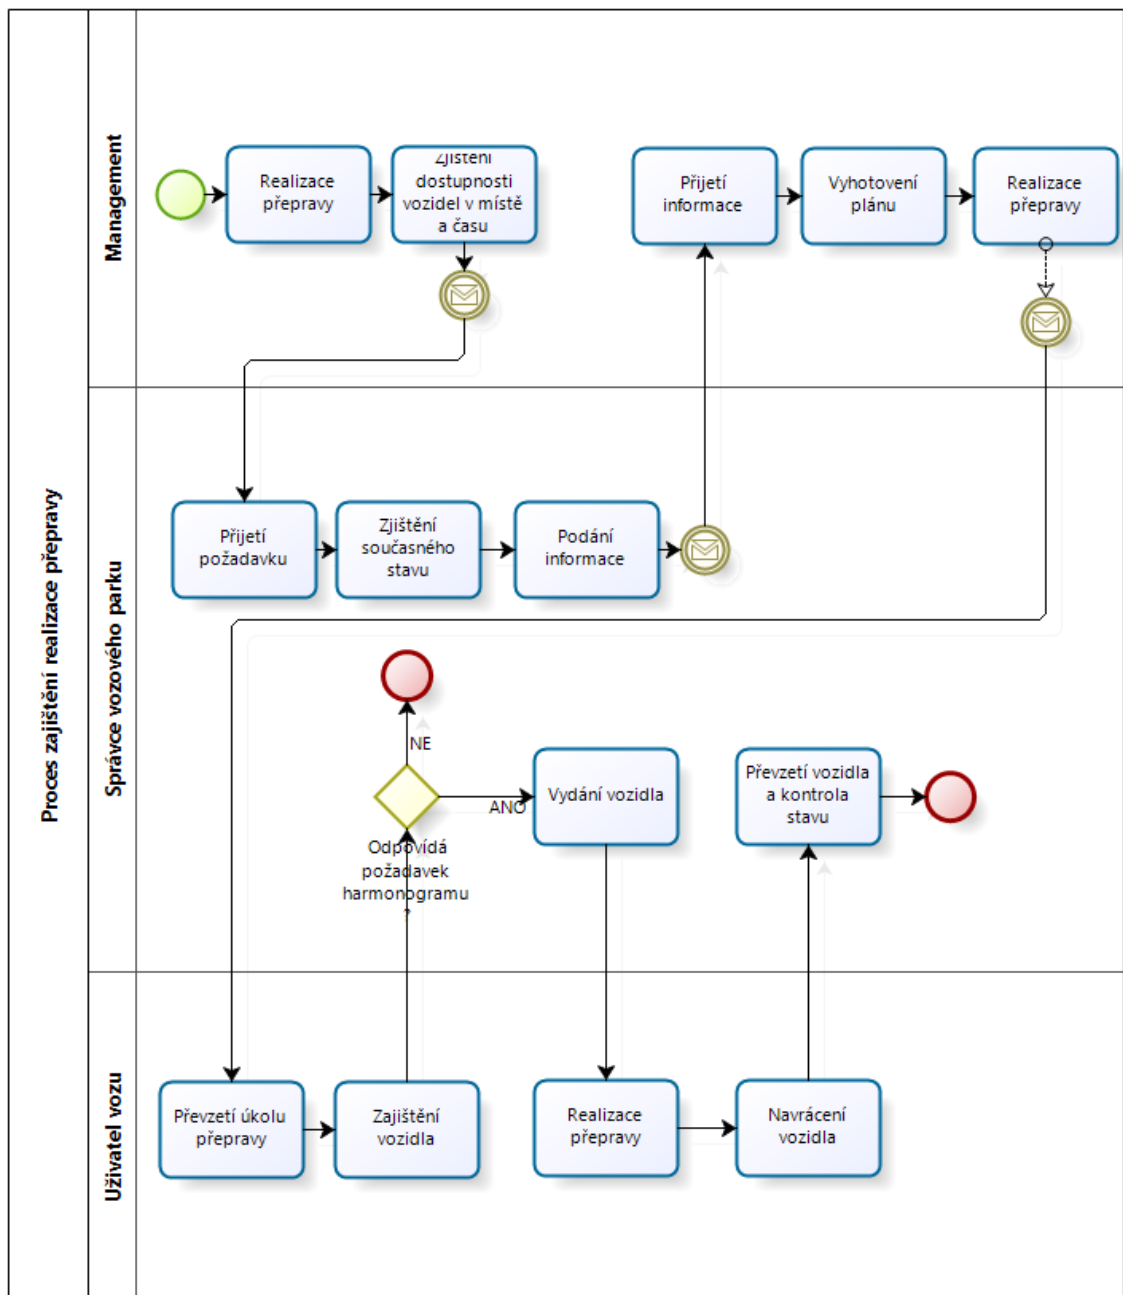 Proces zajištění realizace přepravy
Management
Realizace
přepravy
Zjištění
dostupnosti
vozidel v místě
a času
Přijetí
informace
Vyhotovení
plánu
Realizace
přepravy
Správce vozového parku
Přijetí
požadavku
Zjištění
současného
stavu
Podání
informace
NE
ANO
Odpovídá
požadavek
harmonogramu
?
Vydání vozidla
Převzetí vozidla
a kontrola
stavu
Uživatel vozu
Převzetí úkolu
přepravy
Zajištění
vozidla
Realizace
přepravy
Navrácení
vozidla